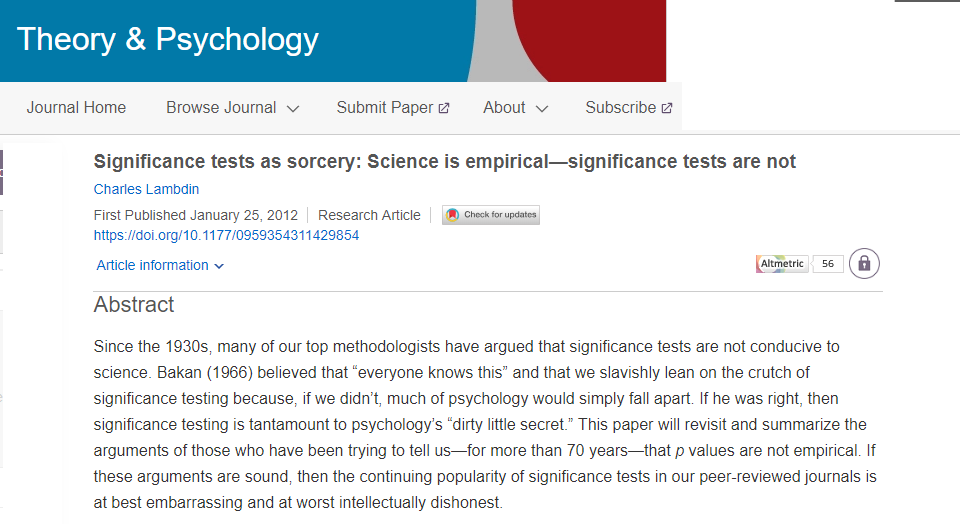 Theory & Psychology
Journal Home Browse Journal Submit Paper About Subscribe
Significance tests as sorcery: Science is empirical—significance tests are not
Charles Lambdin
First Published January 25, 2012 Research Article Check for updates
https://doi.org/10.1177/0959354311429854
Article information
Altmetric 56
Abstract
Since the 1930s, many of our top methodologists have argued that significance tests are not conducive to
science. Bakan (1966) believed that “everyone knows this” and that we slavishly lean on the crutch of
significance testing because, if we didn’t, much of psychology would simply fall apart. If he was right, then
significance testing is tantamount to psychology’s “dirty little secret.” This paper will revisit and summarize the
arguments of those who have been trying to tell us—for more than 70 years—that p values are not empirical. If
these arguments are sound, then the continuing popularity of significance tests in our peer-reviewed journals is
at best embarrassing and at worst intellectually dishonest.